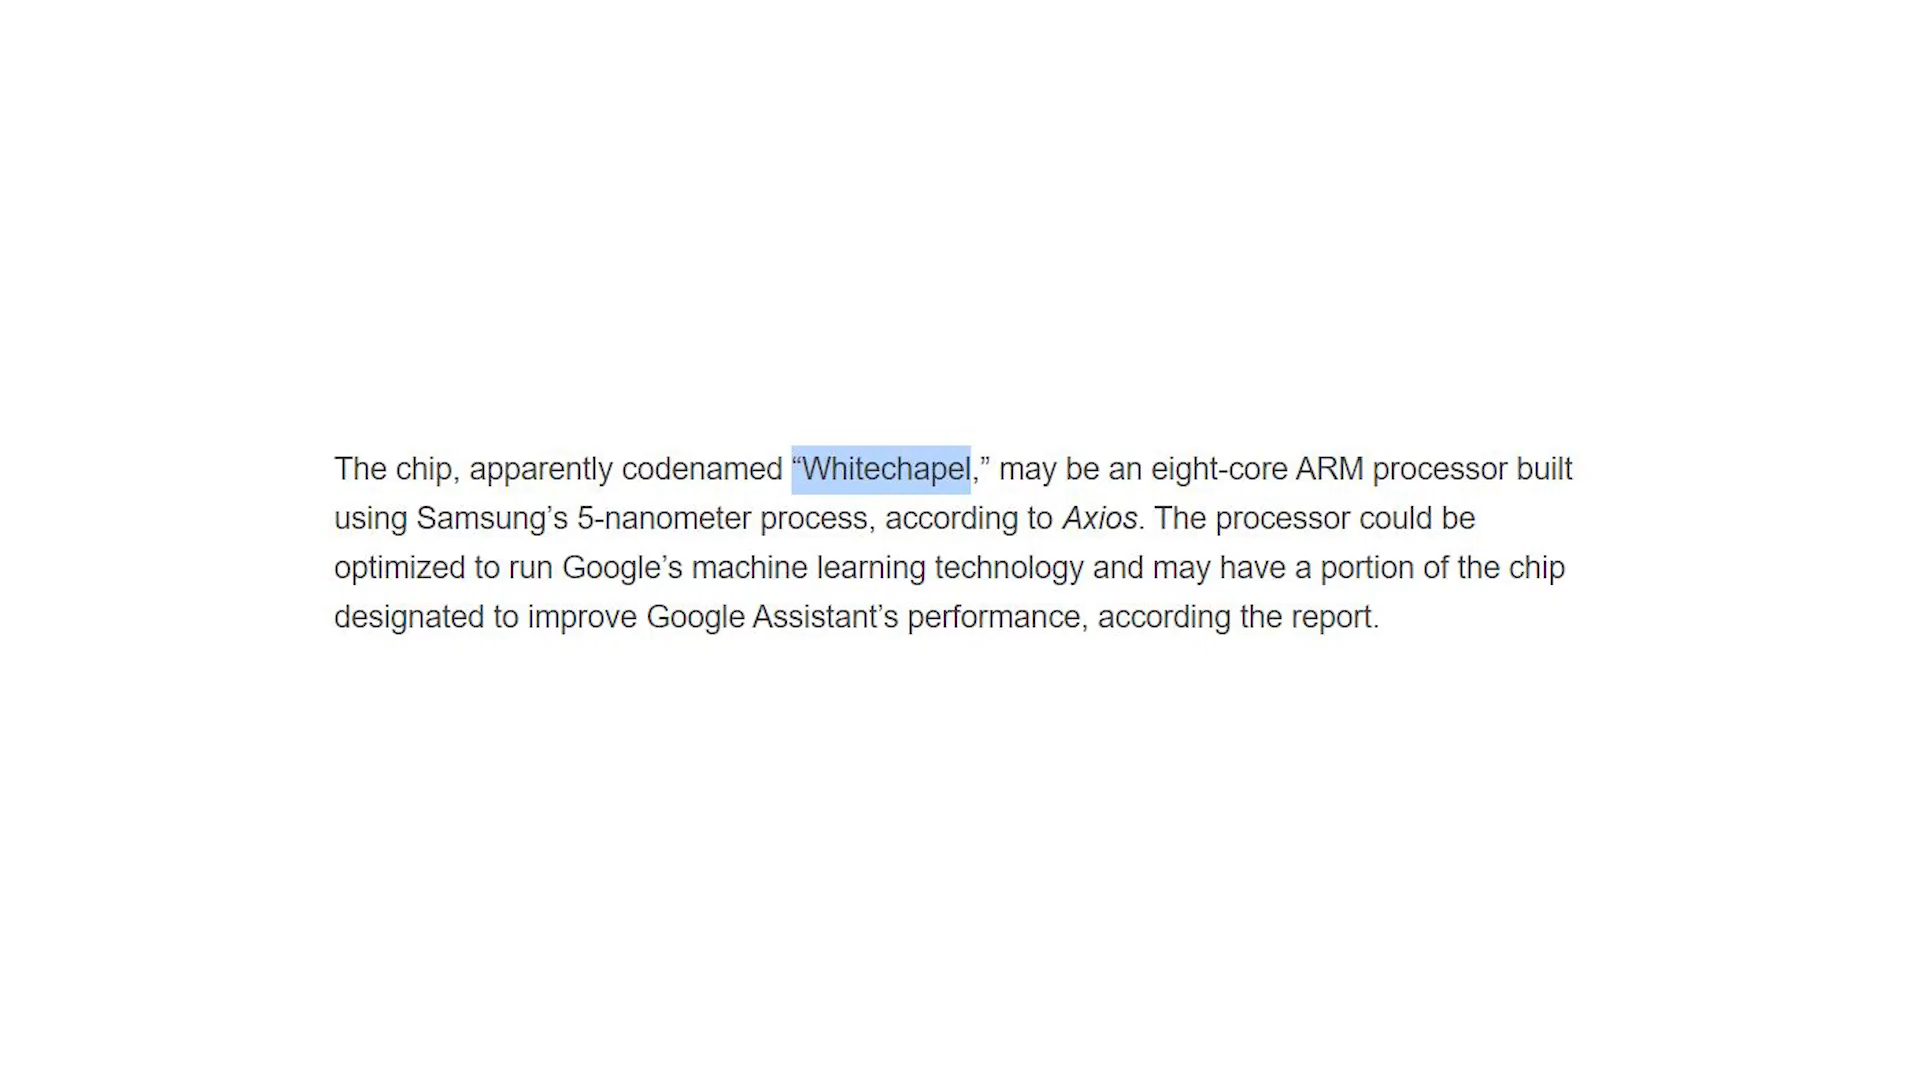 The chip, apparently codenamed “Whitechapel,” may be an eight-core ARM processor built
using Samsung’s 5-nanometer process, according to Axios. The processor could be
optimized to run Google’s machine learning technology and may have a portion of the chip
designated to improve Google Assistant’s performance, according the report.